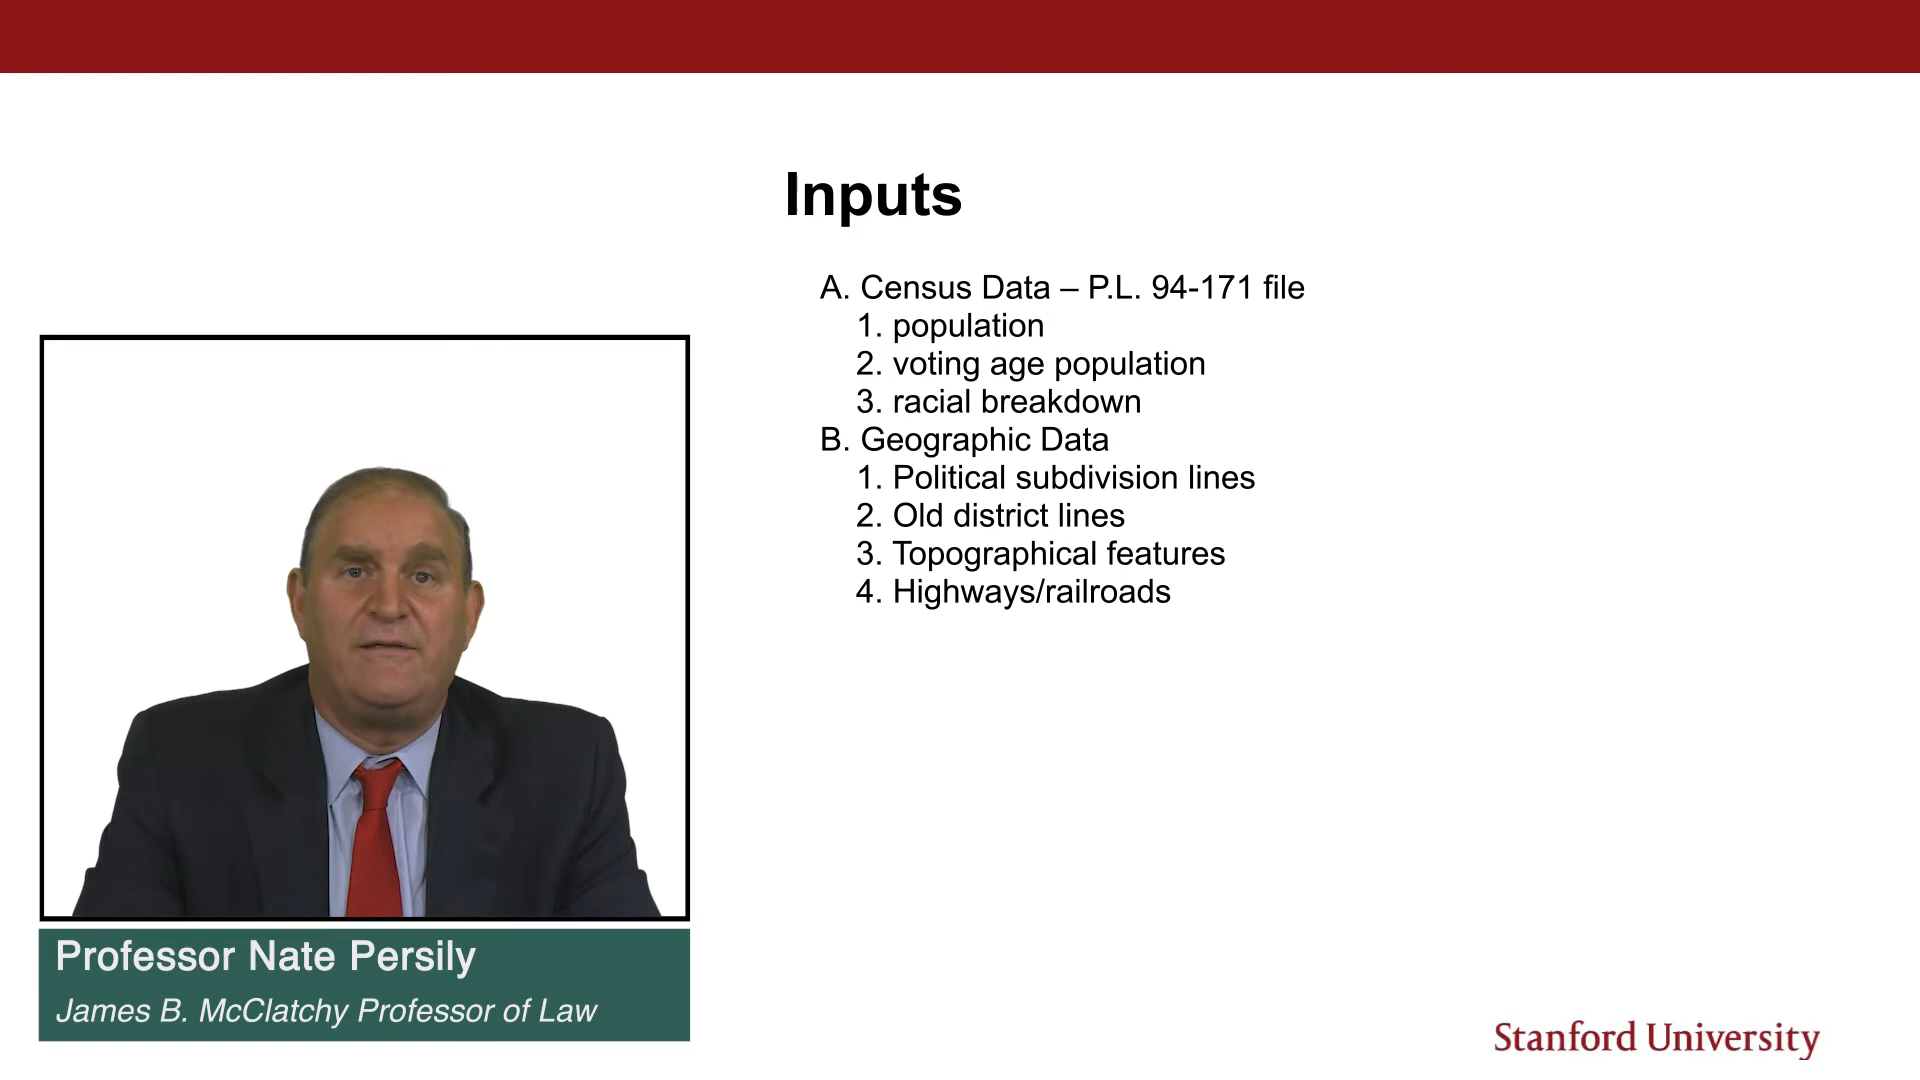 Inputs
A. Census Data – P.L. 94-171 file
1. population
2. voting age population
3. racial breakdown
B. Geographic Data
1. Political subdivision lines
2. Old district lines
3. Topographical features
4. Highways/railroads
Professor Nate Persily
James B. McClatchy Professor of Law
Stanford University